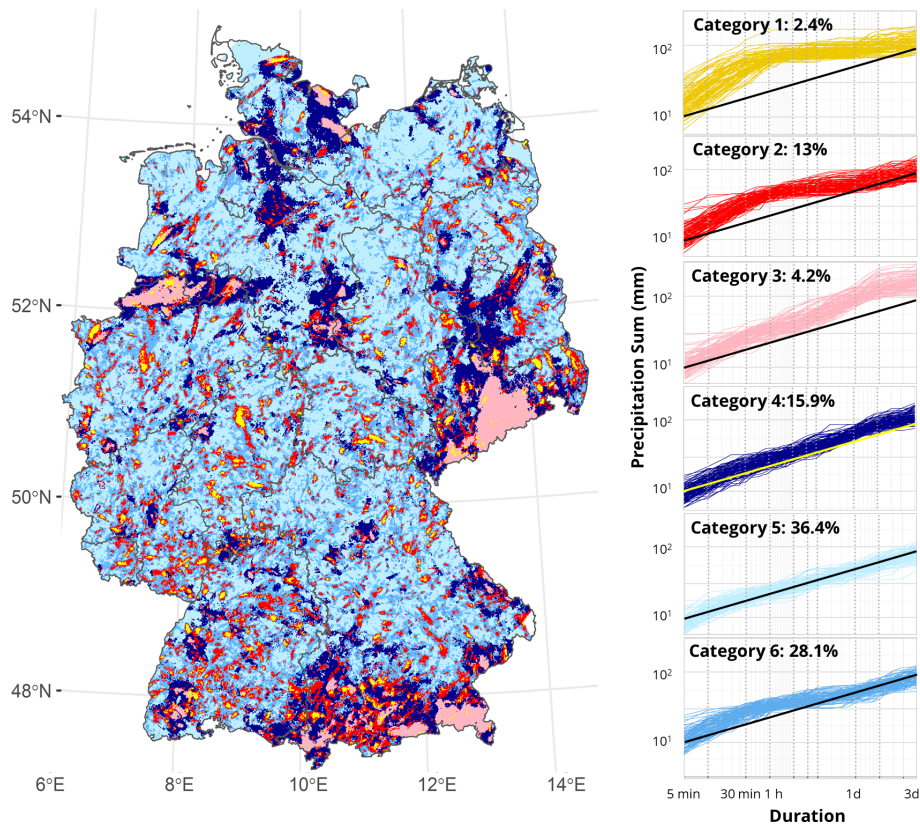 54°N
52°N
50°N
48°N
6°E
8°E
10°E
12°E
14°E
Precipitation Sum (mm)
Category 1: 2.4%
10²
10¹
Category 2: 13%
10²
10¹
Category 3: 4.2%
10²
10¹
Category 4:15.9%
10²
10¹
Category 5: 36.4%
10²
10¹
Category 6: 28.1%
10²
10¹
5 min
30 min
1 h
1d
3d
Duration